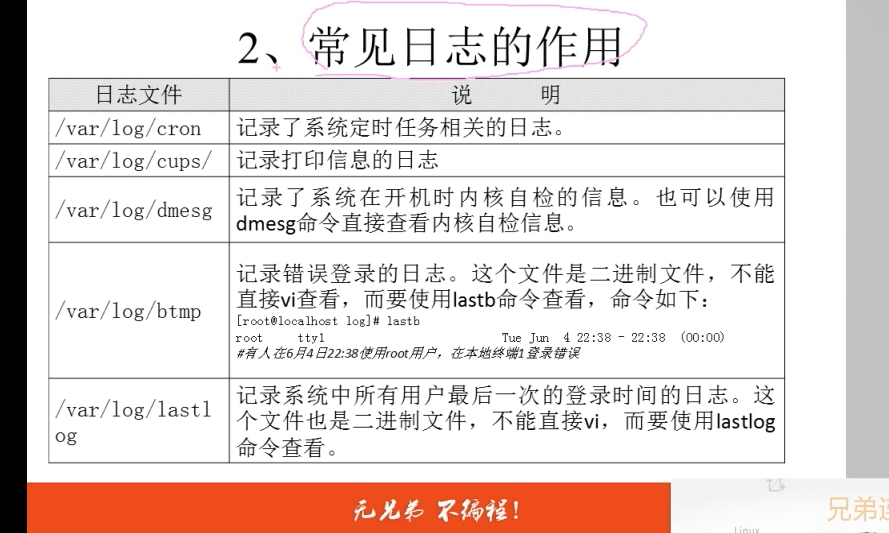 2、常见日志的作用
日志文件 说 明
/var/log/cron 记录了系统定时任务相关的日志。
/var/log/cups/ 记录打印信息的日志
/var/log/dmesg 记录了系统在开机时内核自检的信息。也可以使用
dmesg命令直接查看内核自检信息。
/var/log/btmp 记录错误登录的日志。这个文件是二进制文件，不能
直接vi查看，而要使用lastb命令查看，命令如下：
[root@localhost log]# lastb
root tty1 Tue Jun 4 22:38 - 22:38 (00:00)
#有人在6月4日22:38使用root用户，在本地终端1登录错误
/var/log/lastl
og
记录系统中所有用户最后一次的登录时间的日志。这
个文件也是二进制文件，不能直接vi，而要使用lastlog
命令查看。
无兄弟 不编程！
兄弟连
Linux